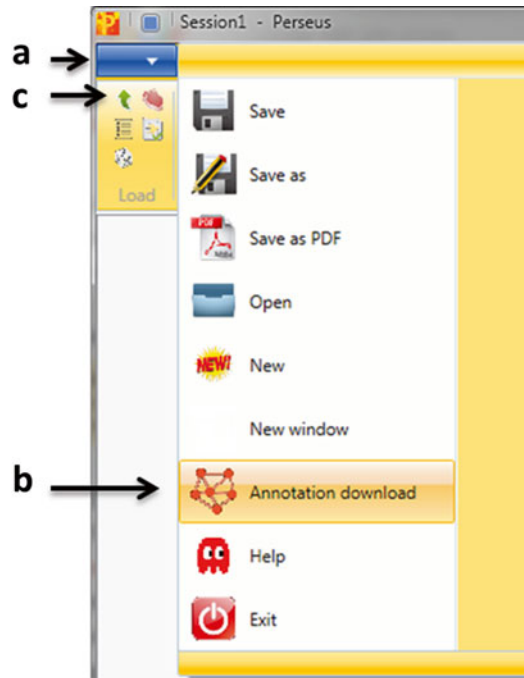 Session1 - Perseus
a
c
Load
Save
Save as
PDF
Adobe
Save as PDF
Open
NEW!
New
New window
b
Annotation download
Help
Exit